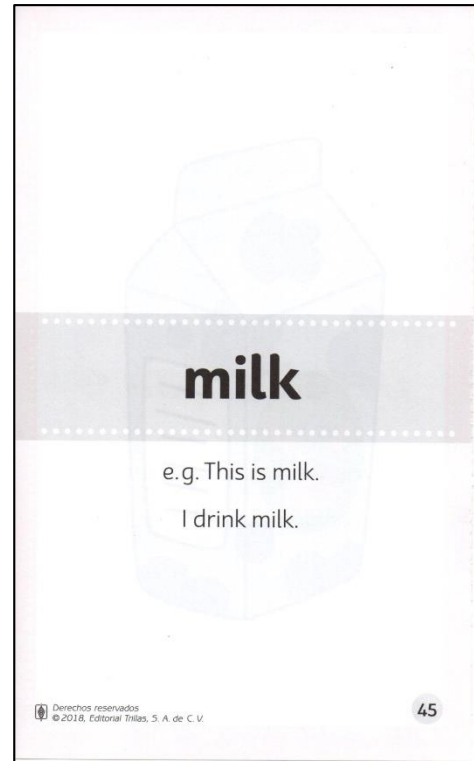 milk
e.g. This is milk.
I drink milk.
Derechos reservados
© 2018, Editorial Trillas, S. A. de C. V.
45